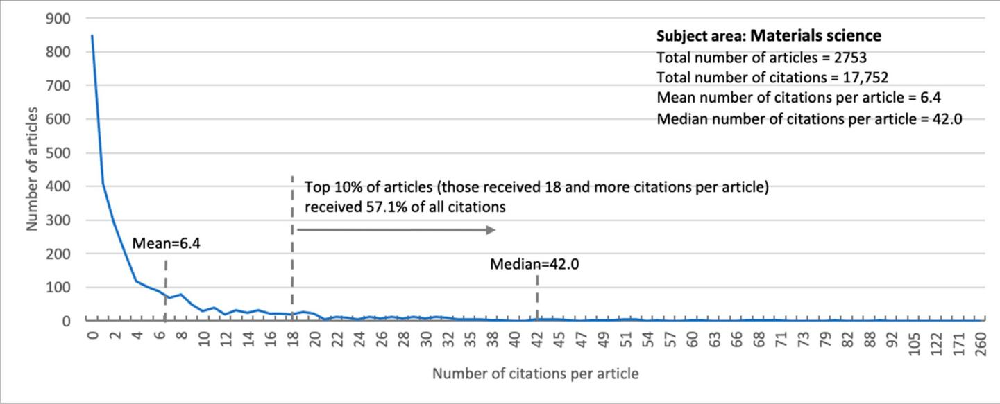 900
800
700
600
500
400
300
200
100
0
Number of articles
Subject area: Materials science
Total number of articles = 2753
Total number of citations = 17,752
Mean number of citations per article = 6.4
Median number of citations per article = 42.0
Top 10% of articles (those received 18 and more citations per article)
received 57.1% of all citations
Mean=6.4
Median=42.0
0 2 4 6 8 10 12 14 16 18 20 22 24 26 28 30 32 35 38 40 42 45 47 49 51 54 57 60 63 66 68 71 73 79 82 88 92 105 122 171 260
Number of citations per article